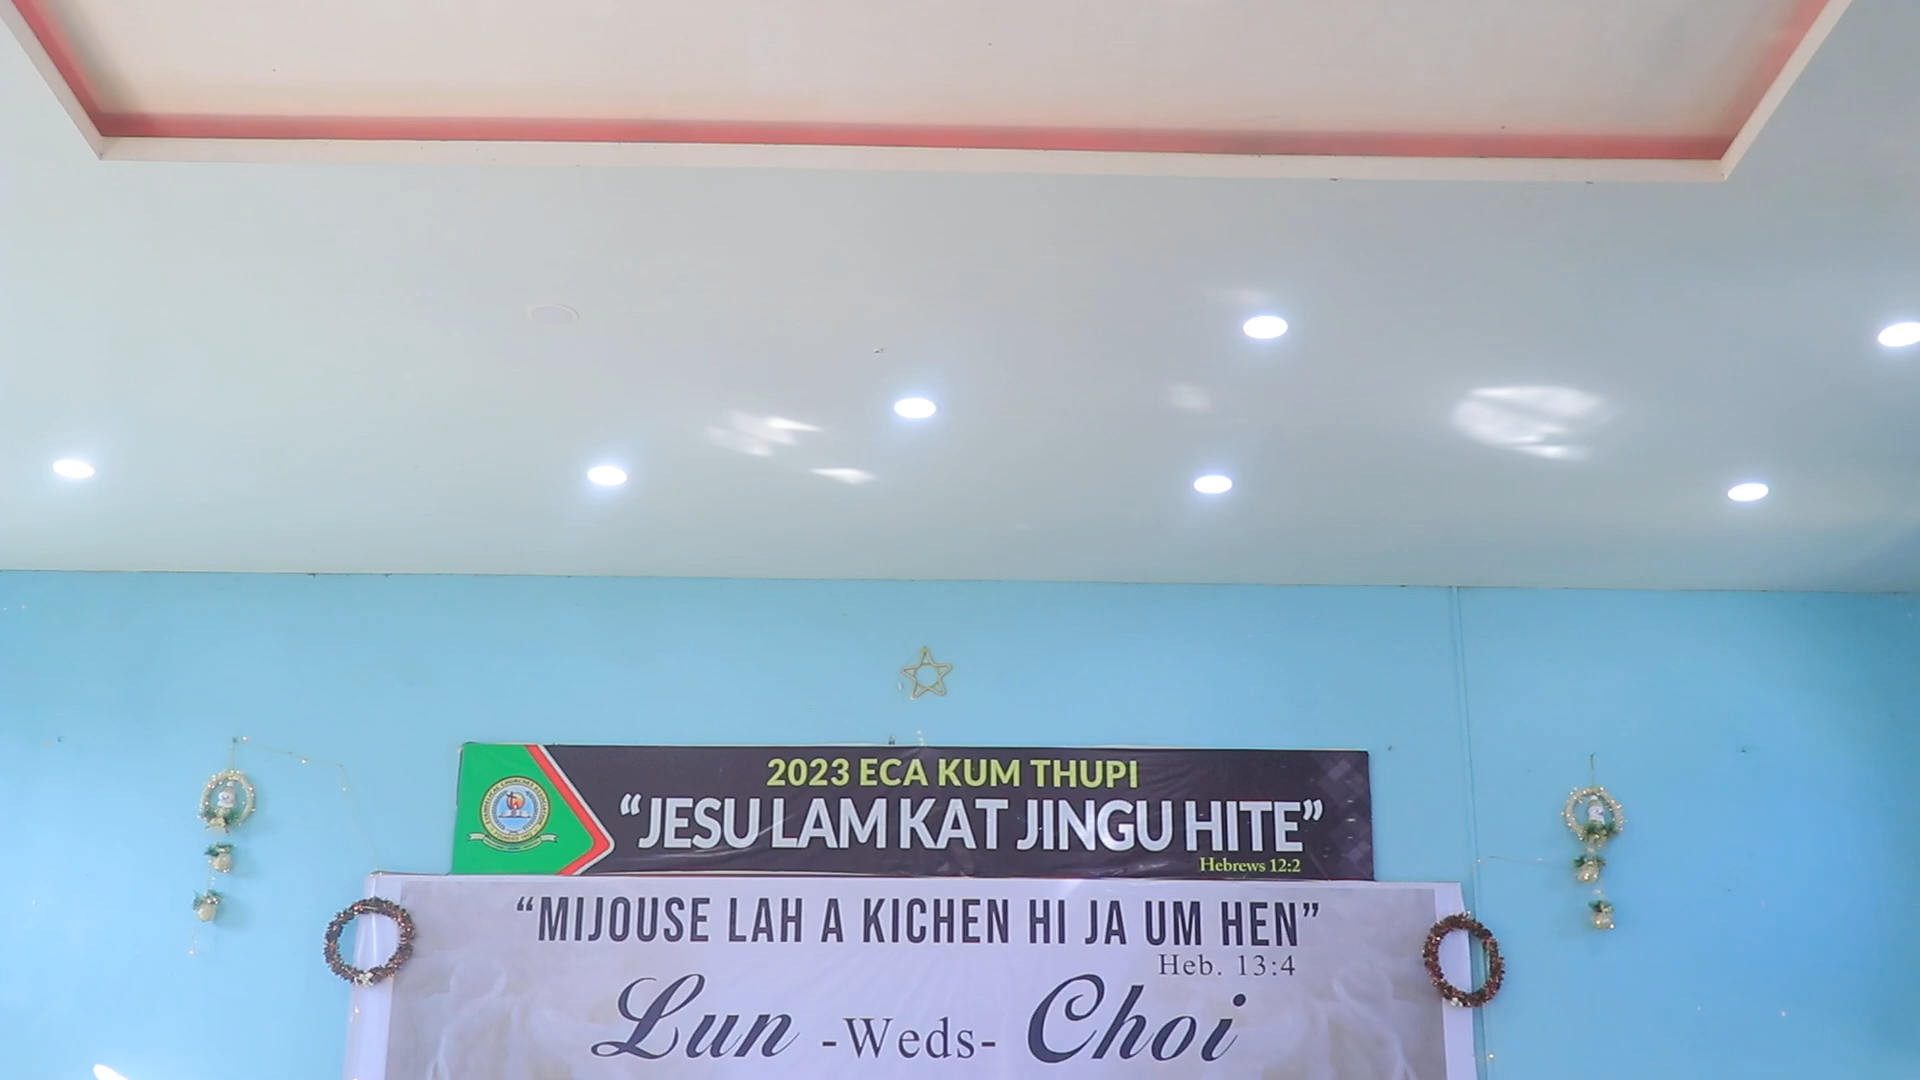 2023 ECA KUM THUPI
“JESU LAM KAT JINGU HITE”
Hebrews 12:2
“MIJOUSE LAH A KICHEN HI JA UM HEN”
Heb. 13:4
Lun -Weds- Choi